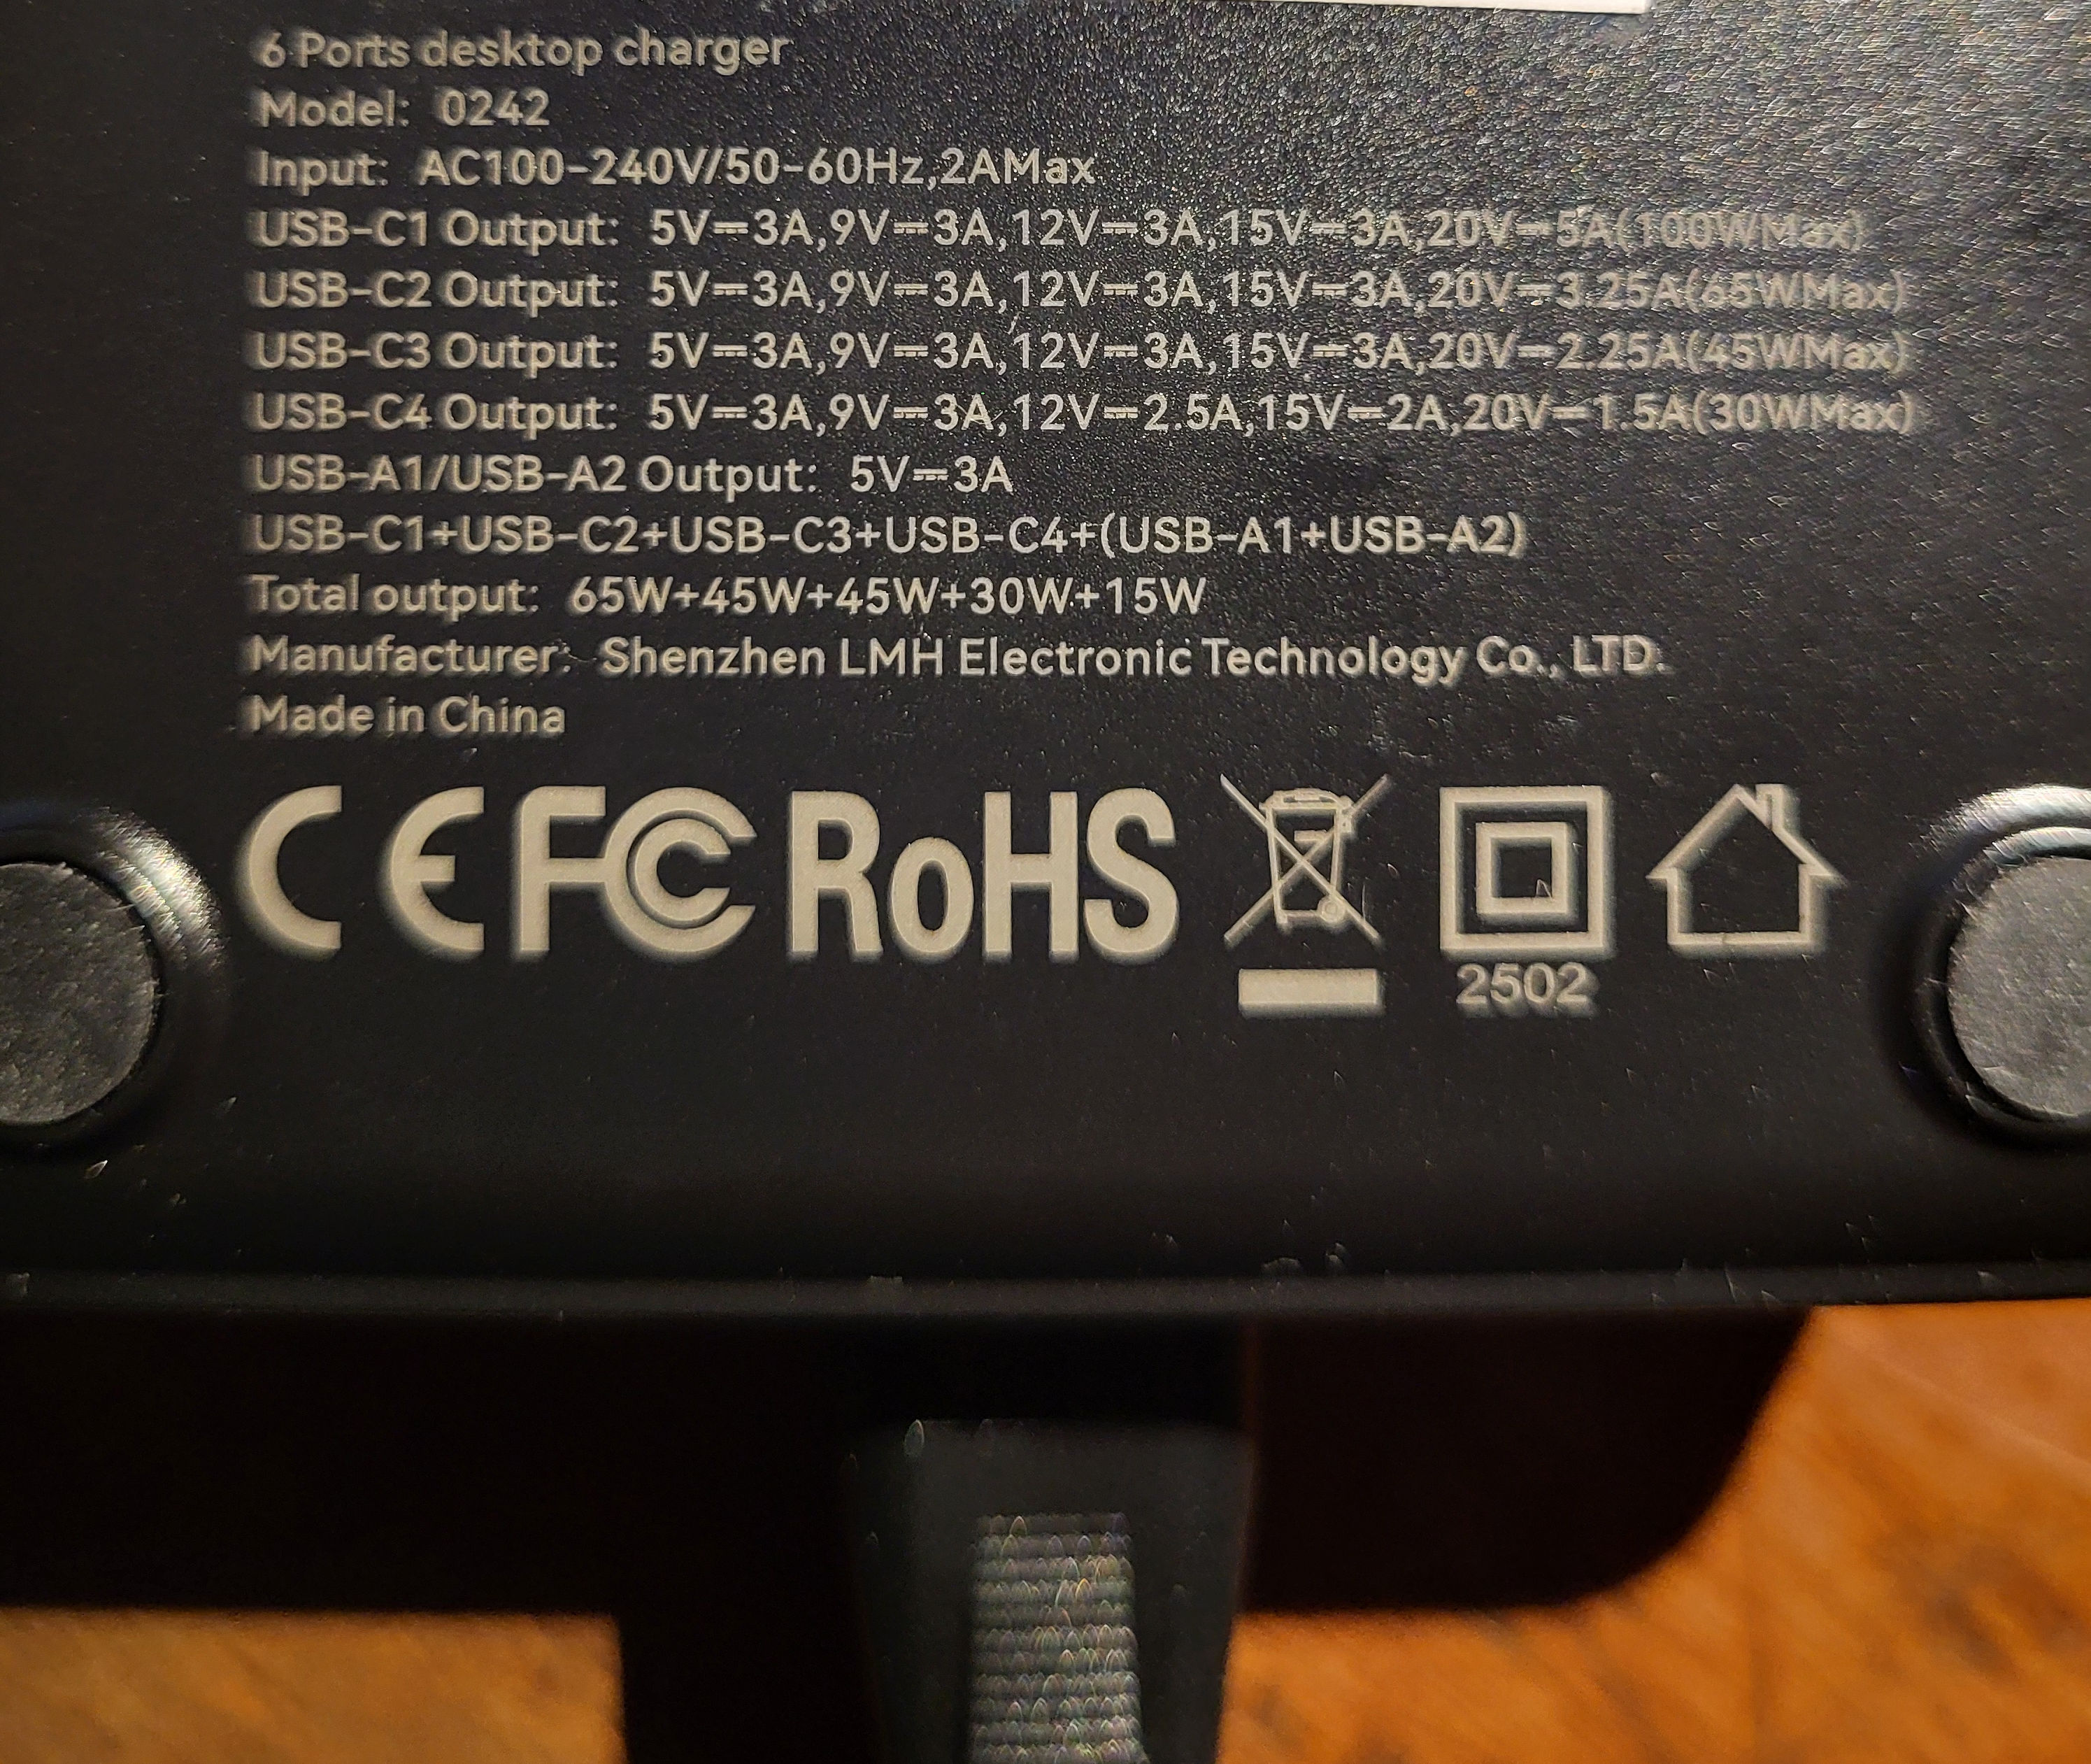 6 Ports desktop charger
Model: 0242
Input: AC100-240V/50-60Hz,2AMax
USB-C1 Output: 5V⎓3A,9V⎓3A,12V⎓3A,15V⎓3A,20V⎓5A(100WMax)
USB-C2 Output: 5V⎓3A,9V⎓3A,12V⎓3A,15V⎓3A,20V⎓3.25A(65WMax)
USB-C3 Output: 5V⎓3A,9V⎓3A,12V⎓3A,15V⎓3A,20V⎓2.25A(45WMax)
USB-C4 Output: 5V⎓3A,9V⎓3A,12V⎓2.5A,15V⎓2A,20V⎓1.5A(30WMax)
USB-A1/USB-A2 Output: 5V⎓3A
USB-C1+USB-C2+USB-C3+USB-C4+(USB-A1+USB-A2)
Total output: 65W+45W+45W+30W+15W
Manufacturer: Shenzhen LMH Electronic Technology Co., LTD.
Made in China
CE FC RoHS
2502